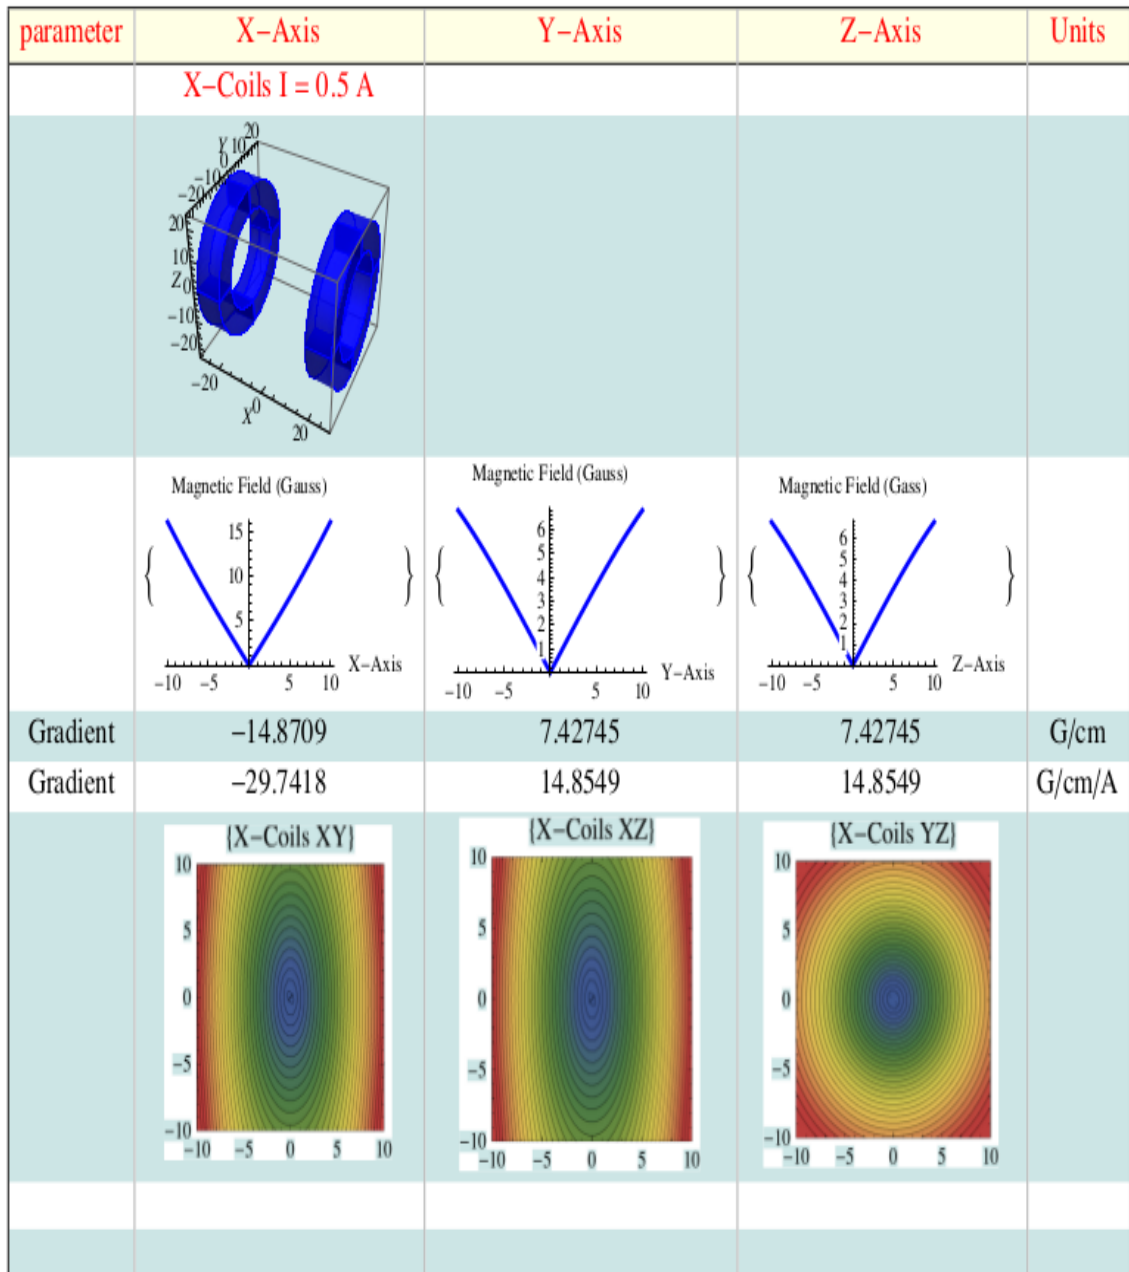 parameter X−Axis Y−Axis Z−Axis Units
X−Coils I = 0.5 A
Y 10 20
0
−10
−20
20
10
Z 0
−10
−20
−20
X 0
20
Magnetic Field (Gauss)
15
10
5
X−Axis
−10 −5 5 10
Magnetic Field (Gauss)
6
5
4
3
2
1
Y−Axis
−10 −5 5 10
Magnetic Field (Gass)
6
5
4
3
2
1
Z−Axis
−10 −5 5 10
Gradient −14.8709 7.42745 7.42745 G/cm
Gradient −29.7418 14.8549 14.8549 G/cm/A
{X−Coils XY}
10
5
0
−5
−10
−10 −5 0 5 10
{X−Coils XZ}
10
5
0
−5
−10
−10 −5 0 5 10
{X−Coils YZ}
10
5
0
−5
−10
−10 −5 0 5 10